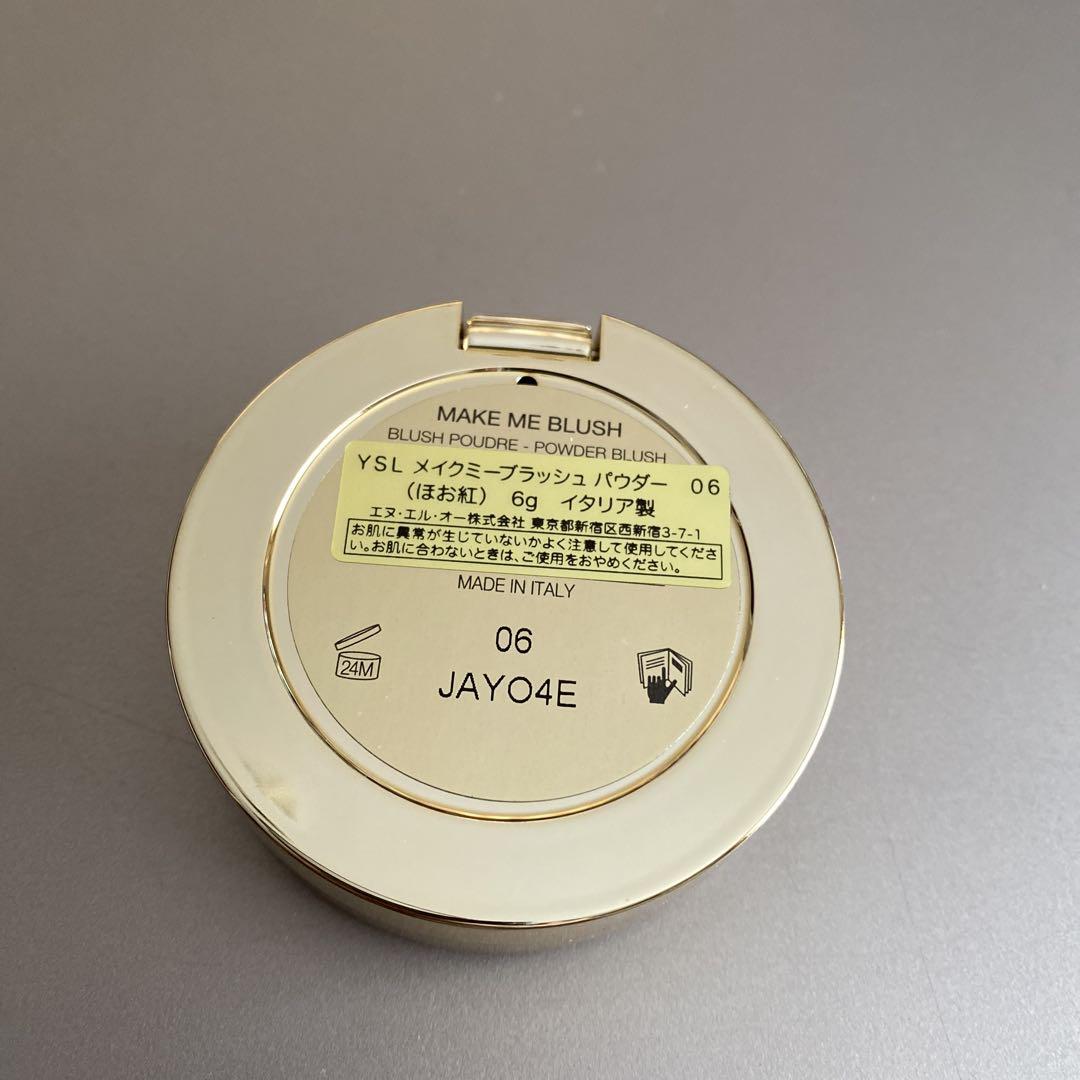 MAKE ME BLUSH
BLUSH POUDRE - POWDER BLUSH
YSL メイクミーブラッシュ パウダー 06
(ほお紅) 6g イタリア製
エヌ・エル・オー株式会社 東京都新宿区西新宿3-7-1
お肌に異常が生じていないかよく注意して使用してくださ
い。お肌に合わないときは、ご使用をおやめください。
MADE IN ITALY
06
24M
JAYO4E